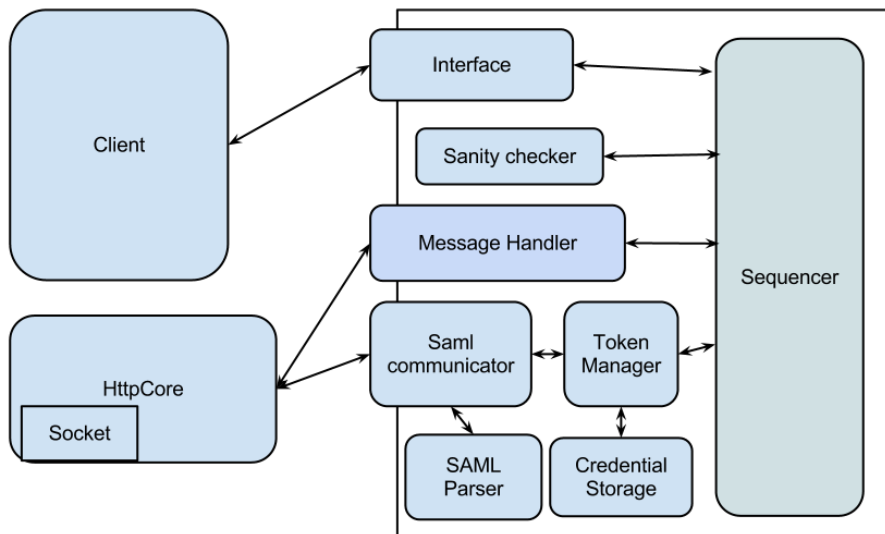 Client
Interface
Sanity checker
Message Handler
Sequencer
HttpCore
Socket
Saml
communicator
Token
Manager
SAML
Parser
Credential
Storage